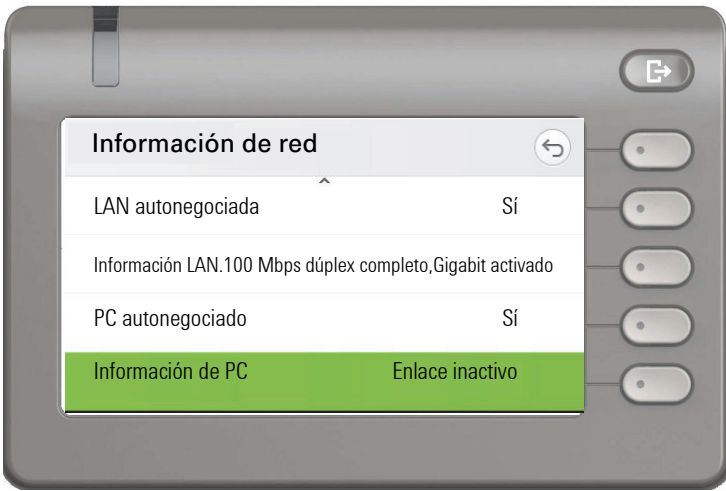 Información de red
LAN autonegociada Sí
Información LAN.100 Mbps dúplex completo,Gigabit activado
PC autonegociado Sí
Información de PC Enlace inactivo